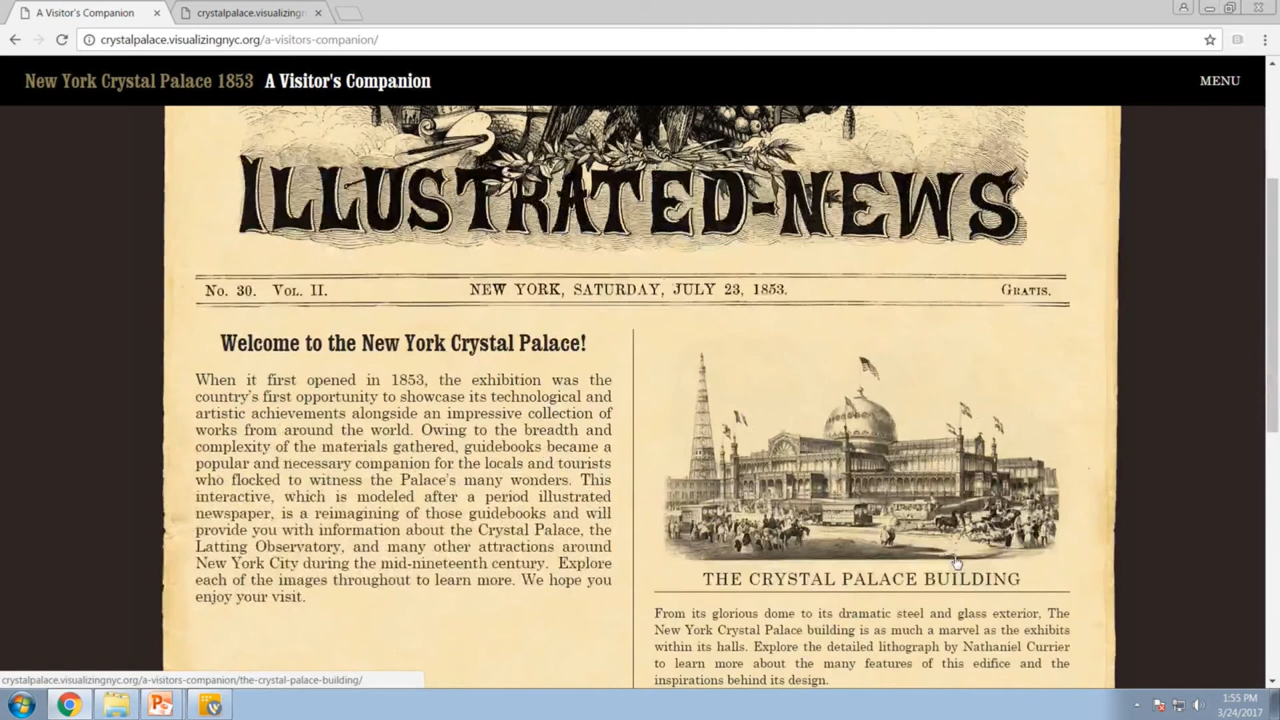 A Visitor's Companion
crystalpalace.visualizing
crystalpalace.visualizingnyc.org/a-visitors-companion/
New York Crystal Palace 1853 A Visitor's Companion
MENU
ILLUSTRATED-NEWS
No. 30. Vol. II. NEW YORK, SATURDAY, JULY 23, 1853. Gratis.
Welcome to the New York Crystal Palace!
When it first opened in 1853, the exhibition was the
country's first opportunity to showcase its technological and
artistic achievements alongside an impressive collection of
works from around the world. Owing to the breadth and
complexity of the materials gathered, guidebooks became a
popular and necessary companion for the locals and tourists
who flocked to witness the Palace's many wonders. This
interactive, which is modeled after a period illustrated
newspaper, is a reimagining of those guidebooks and will
provide you with information about the Crystal Palace, the
Latting Observatory, and many other attractions around
New York City during the mid-nineteenth century. Explore
each of the images throughout to learn more. We hope you
enjoy your visit.
THE CRYSTAL PALACE BUILDING
From its glorious dome to its dramatic steel and glass exterior, The
New York Crystal Palace building is as much a marvel as the exhibits
within its halls. Explore the detailed lithograph by Nathaniel Currier
to learn more about the many features of this edifice and the
inspirations behind its design.
crystalpalace.visualizingnyc.org/a-visitors-companion/the-crystal-palace-building/
1:55 PM
3/24/2017